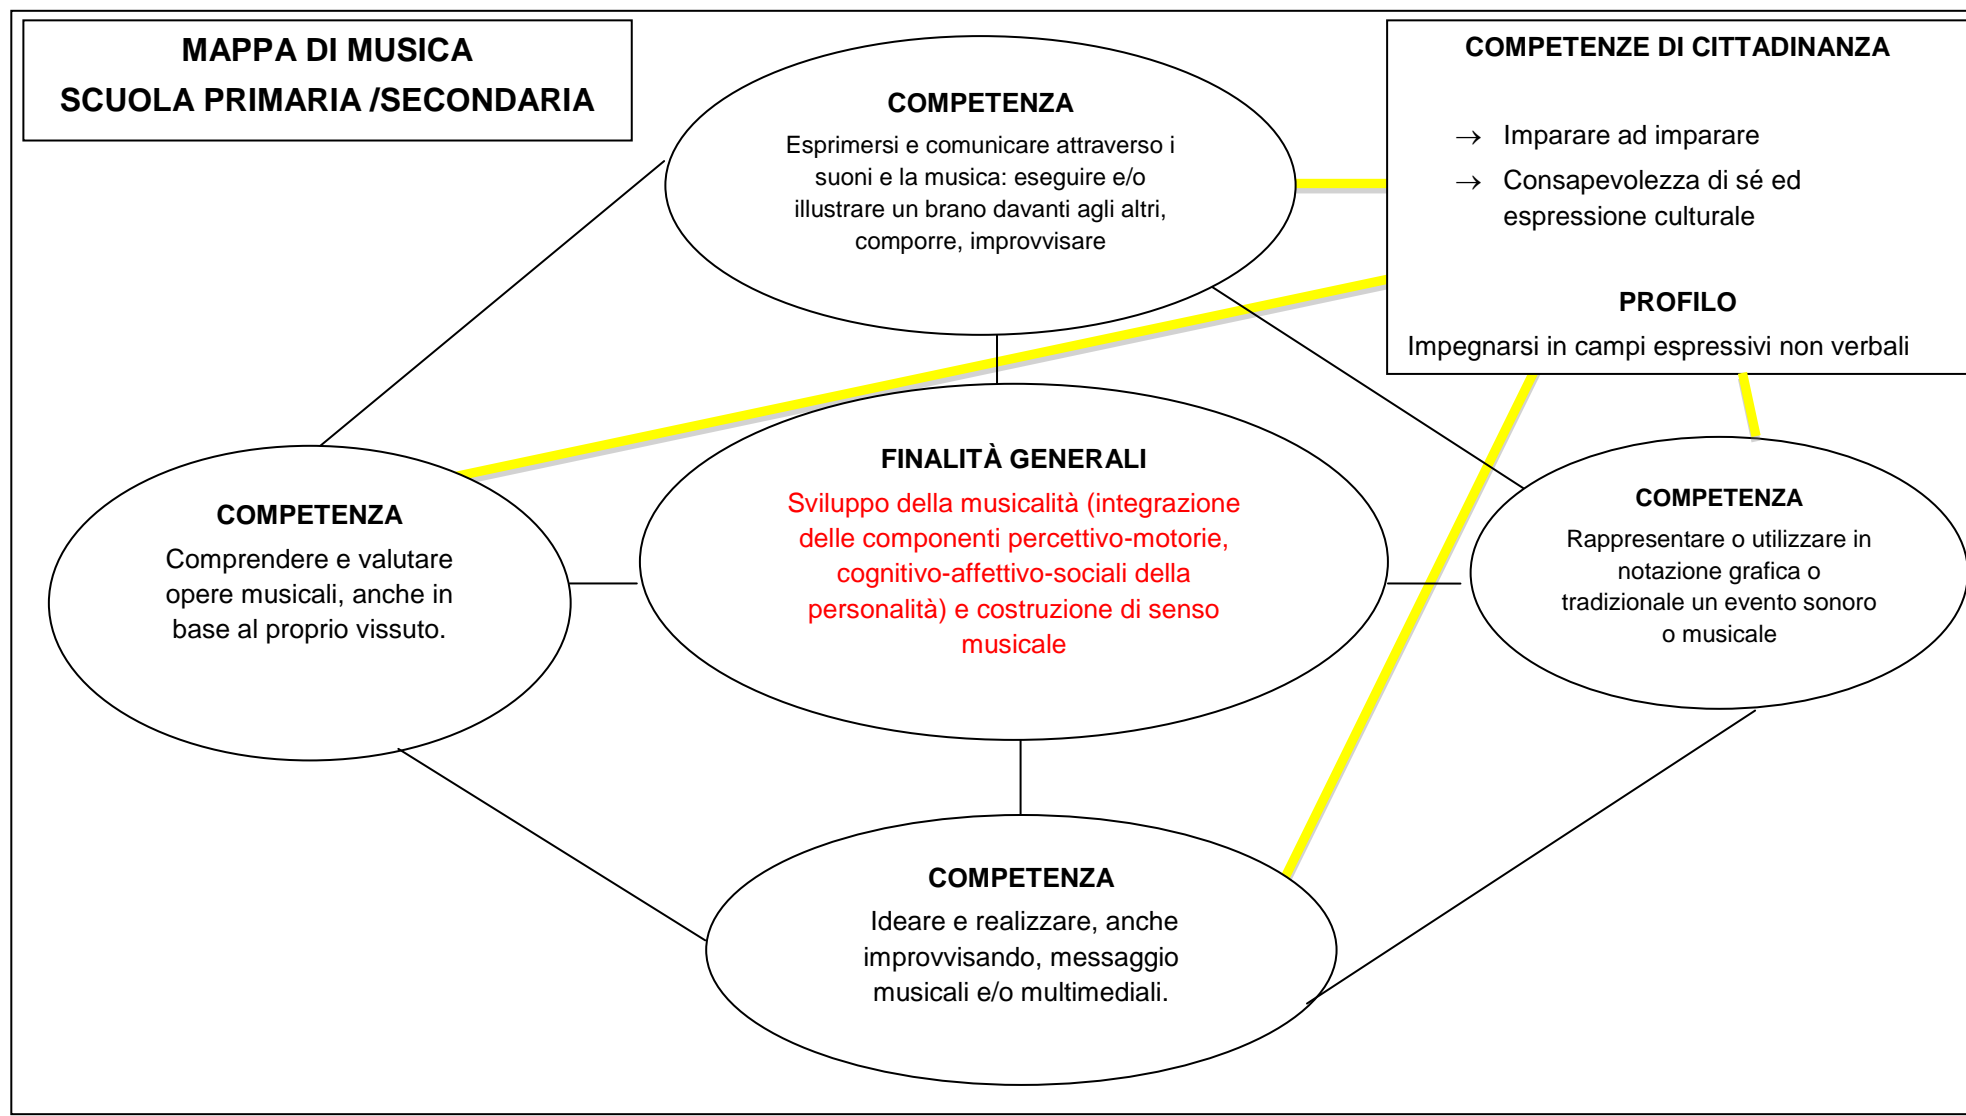 MAPPA DI MUSICA
SCUOLA PRIMARIA /SECONDARIA
COMPETENZE DI CITTADINANZA
→ Imparare ad imparare
→ Consapevolezza di sé ed
espressione culturale
PROFILO
Impegnarsi in campi espressivi non verbali
COMPETENZA
Esprimersi e comunicare attraverso i
suoni e la musica: eseguire e/o
illustrare un brano davanti agli altri,
comporre, improvvisare
FINALITÀ GENERALI
Sviluppo della musicalità (integrazione
delle componenti percettivo-motorie,
cognitivo-affettivo-sociali della
personalità) e costruzione di senso
musicale
COMPETENZA
Comprendere e valutare
opere musicali, anche in
base al proprio vissuto.
COMPETENZA
Rappresentare o utilizzare in
notazione grafica o
tradizionale un evento sonoro
o musicale
COMPETENZA
Ideare e realizzare, anche
improvvisando, messaggio
musicali e/o multimediali.